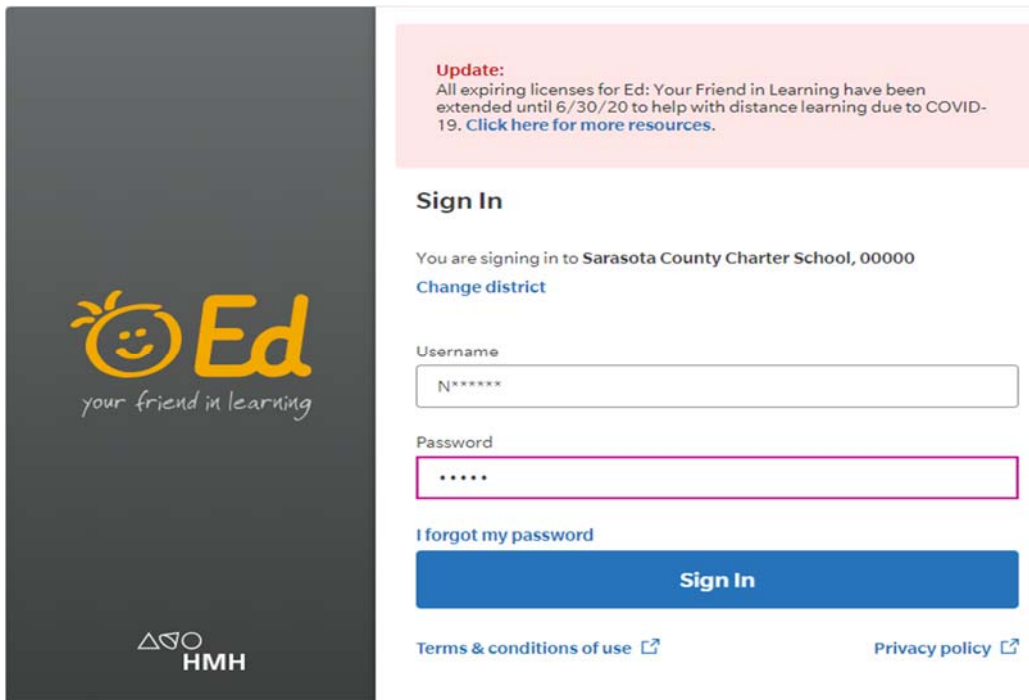 Ed
your friend in learning
HMH
Update:
All expiring licenses for Ed: Your Friend in Learning have been
extended until 6/30/20 to help with distance learning due to COVID-
19. Click here for more resources.
Sign In
You are signing in to Sarasota County Charter School, 00000
Change district
Username
N******
Password
•••••
I forgot my password
Sign In
Terms & conditions of use
Privacy policy